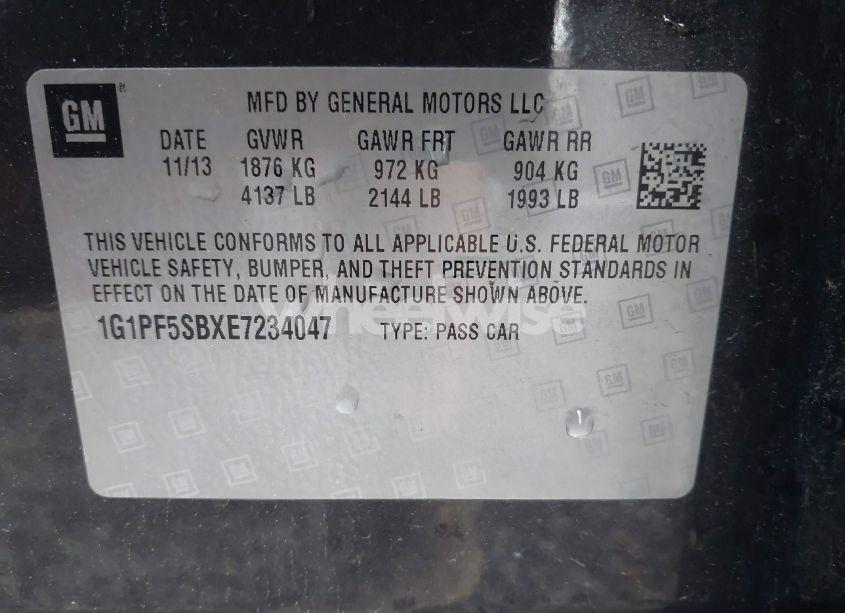 GM
MFD BY GENERAL MOTORS LLC
DATE GVWR GAWR FRT GAWR RR
11/13 1876 KG 972 KG 904 KG
4137 LB 2144 LB 1993 LB
THIS VEHICLE CONFORMS TO ALL APPLICABLE U.S. FEDERAL MOTOR
VEHICLE SAFETY, BUMPER, AND THEFT PREVENTION STANDARDS IN
EFFECT ON THE DATE OF MANUFACTURE SHOWN ABOVE.
wheelwise
1G1PF5SBXE7234047 TYPE: PASS CAR